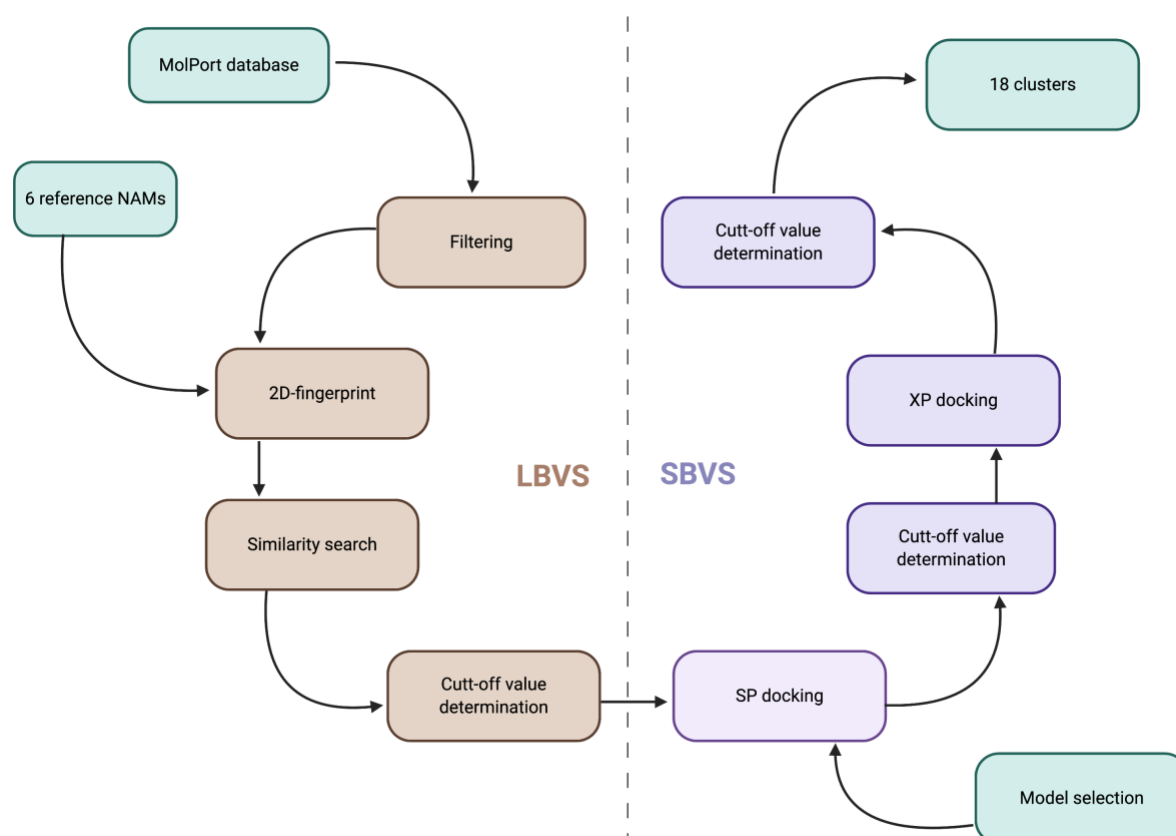 MolPort database
6 reference NAMs
Filtering
2D-fingerprint
Similarity search
Cutt-off value
determination
LBVS
SBVS
18 clusters
Cutt-off value
determination
XP docking
Cutt-off value
determination
SP docking
Model selection